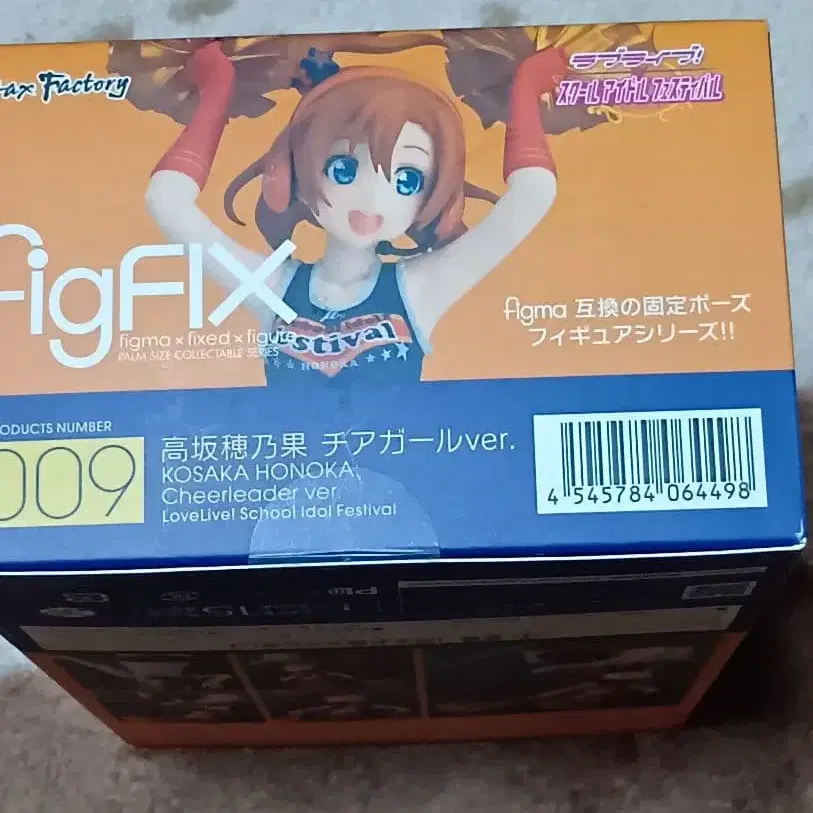 ax Factory
ラブライブ!
スクール アイドル フェスティバル
figFIX
figma×fixed×figure
PALM SIZE COLLECTABLE SERIES
μ's
stival
HONOKA
figma 互換の固定ポーズ
フィギュアシリーズ!!
RODUCTS NUMBER
009
高坂穂乃果 チアガールver.
KOSAKA HONOKA
Cheerleader ver.
LoveLive! School Idol Festival
4 545784 064498